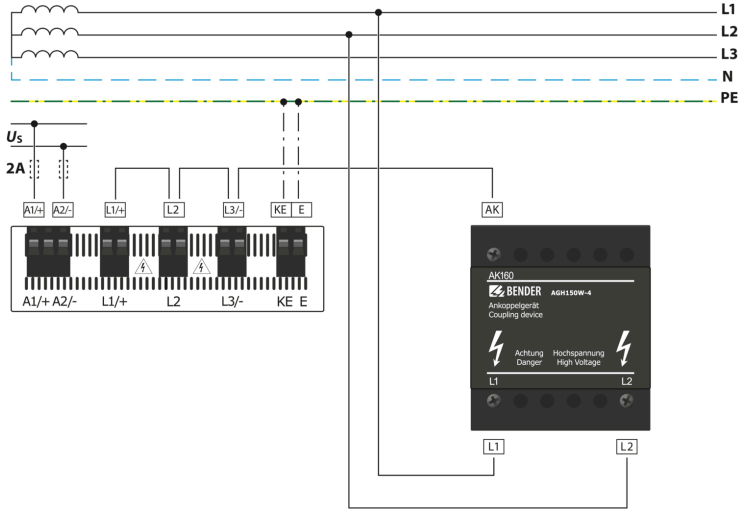 L1
L2
L3
N
PE
Us
2A
A1/+ A2/- L1/+ L2 L3/- KE E AK
A1/+ A2/- L1/+ L2 L3/- KE E
AK160
BENDER AGH150W-4
Ankoppelgerät
Coupling device
Achtung Hochspannung
Danger High Voltage
L1 L2
L1 L2